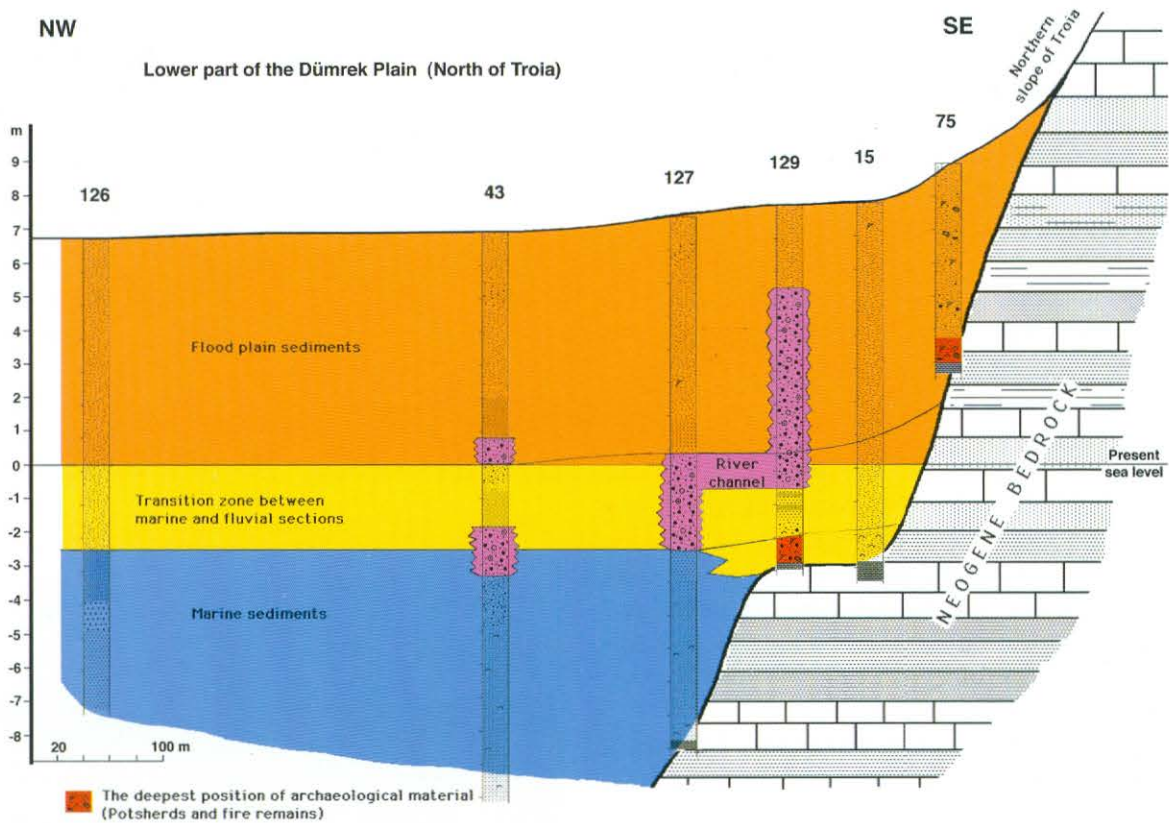 NW
SE
Lower part of the Dümrek Plain (North of Troia)
Northern
slope of Troia
m
9
8
7
6
5
4
3
2
1
0
-1
-2
-3
-4
-5
-6
-7
-8
126
43
127
129
15
75
Flood plain sediments
River
channel
Transition zone between
marine and fluvial sections
Marine sediments
NEOGENE BEDROCK
Present
sea level
20
100 m
The deepest position of archaeological material
(Potsherds and fire remains)